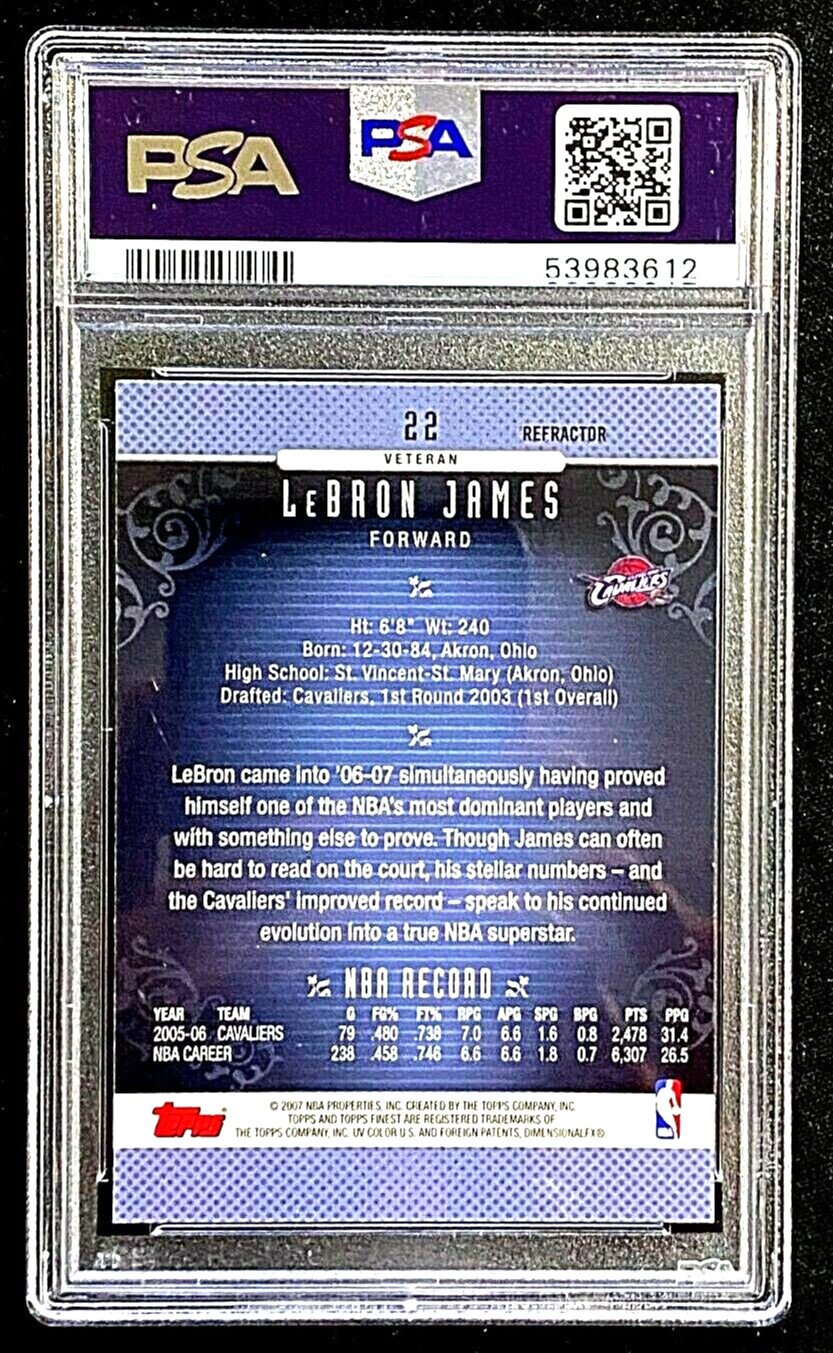 PSA
PSA
53983612
22 REFRACTOR
VETERAN
LEBRON JAMES
FORWARD
CAVALIERS
Ht: 6'8" Wt: 240
Born: 12-30-84, Akron, Ohio
High School: St. Vincent-St. Mary (Akron, Ohio)
Drafted: Cavaliers, 1st Round 2003 (1st Overall)
LeBron came into '06-07 simultaneously having proved
himself one of the NBA's most dominant players and
with something else to prove. Though James can often
be hard to read on the court, his stellar numbers – and
the Cavaliers' improved record – speak to his continued
evolution into a true NBA superstar.
NBA RECORD
YEAR TEAM G FG% FT% RPG APG SPG BPG PTS PPG
2005-06 CAVALIERS 79 .480 .738 7.0 6.6 1.6 0.8 2,478 31.4
NBA CAREER 238 .458 .746 6.6 6.6 1.8 0.7 6,307 26.5
Topps
© 2007 NBA PROPERTIES, INC. CREATED BY THE TOPPS COMPANY, INC.
TOPPS AND TOPPS FINEST ARE REGISTERED TRADEMARKS OF
THE TOPPS COMPANY, INC. UV COLOR U.S. AND FOREIGN PATENTS, DIMENSIONALFX®